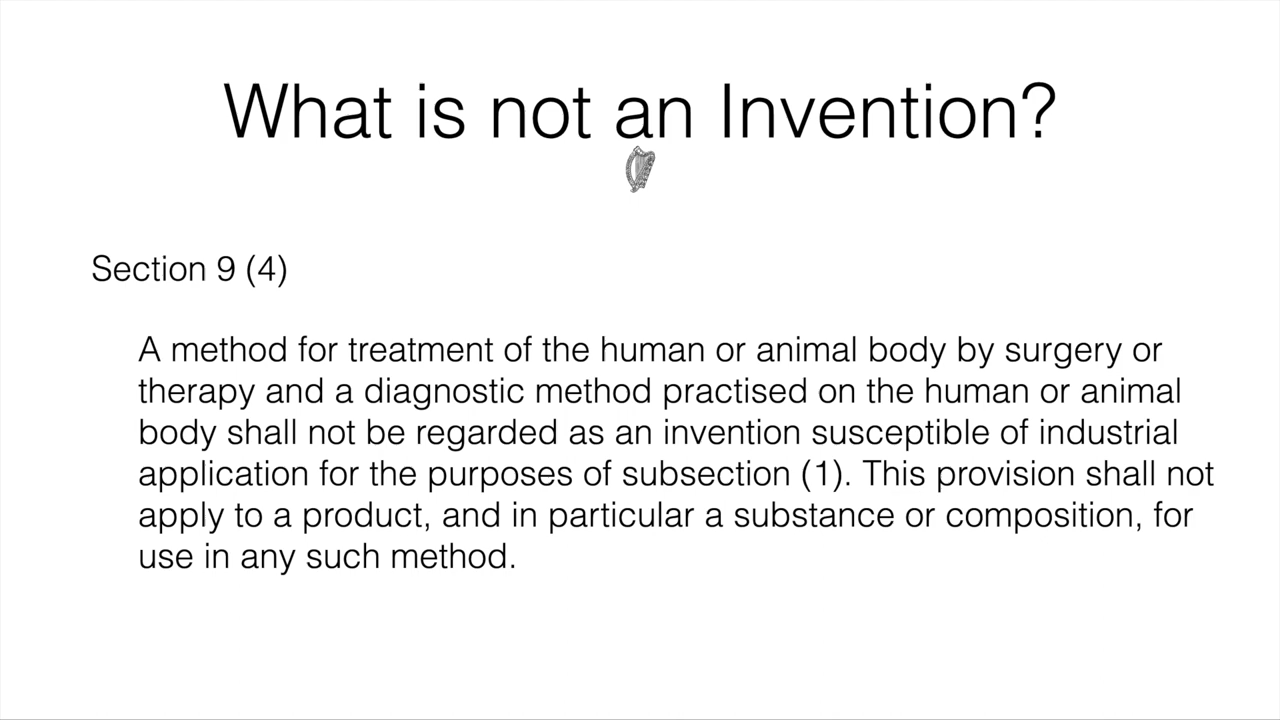 What is not an Invention?
Section 9 (4)
A method for treatment of the human or animal body by surgery or
therapy and a diagnostic method practised on the human or animal
body shall not be regarded as an invention susceptible of industrial
application for the purposes of subsection (1). This provision shall not
apply to a product, and in particular a substance or composition, for
use in any such method.